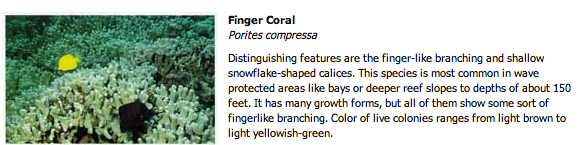 Finger Coral
Porites compressa
Distinguishing features are the finger-like branching and shallow
snowflake-shaped calices. This species is most common in wave
protected areas like bays or deeper reef slopes to depths of about 150
feet. It has many growth forms, but all of them show some sort of
fingerlike branching. Color of live colonies ranges from light brown to
light yellowish-green.